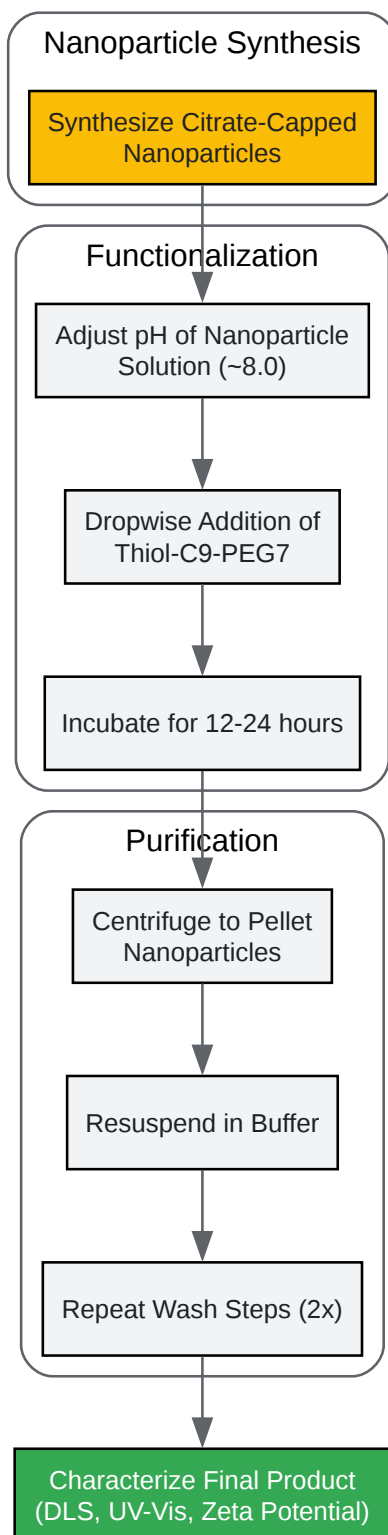 Nanoparticle Synthesis
Synthesize Citrate-Capped
Nanoparticles
Functionalization
Adjust pH of Nanoparticle
Solution (~8.0)
Dropwise Addition of
Thiol-C9-PEG7
Incubate for 12-24 hours
Purification
Centrifuge to Pellet
Nanoparticles
Resuspend in Buffer
Repeat Wash Steps (2x)
Characterize Final Product
(DLS, UV-Vis, Zeta Potential)